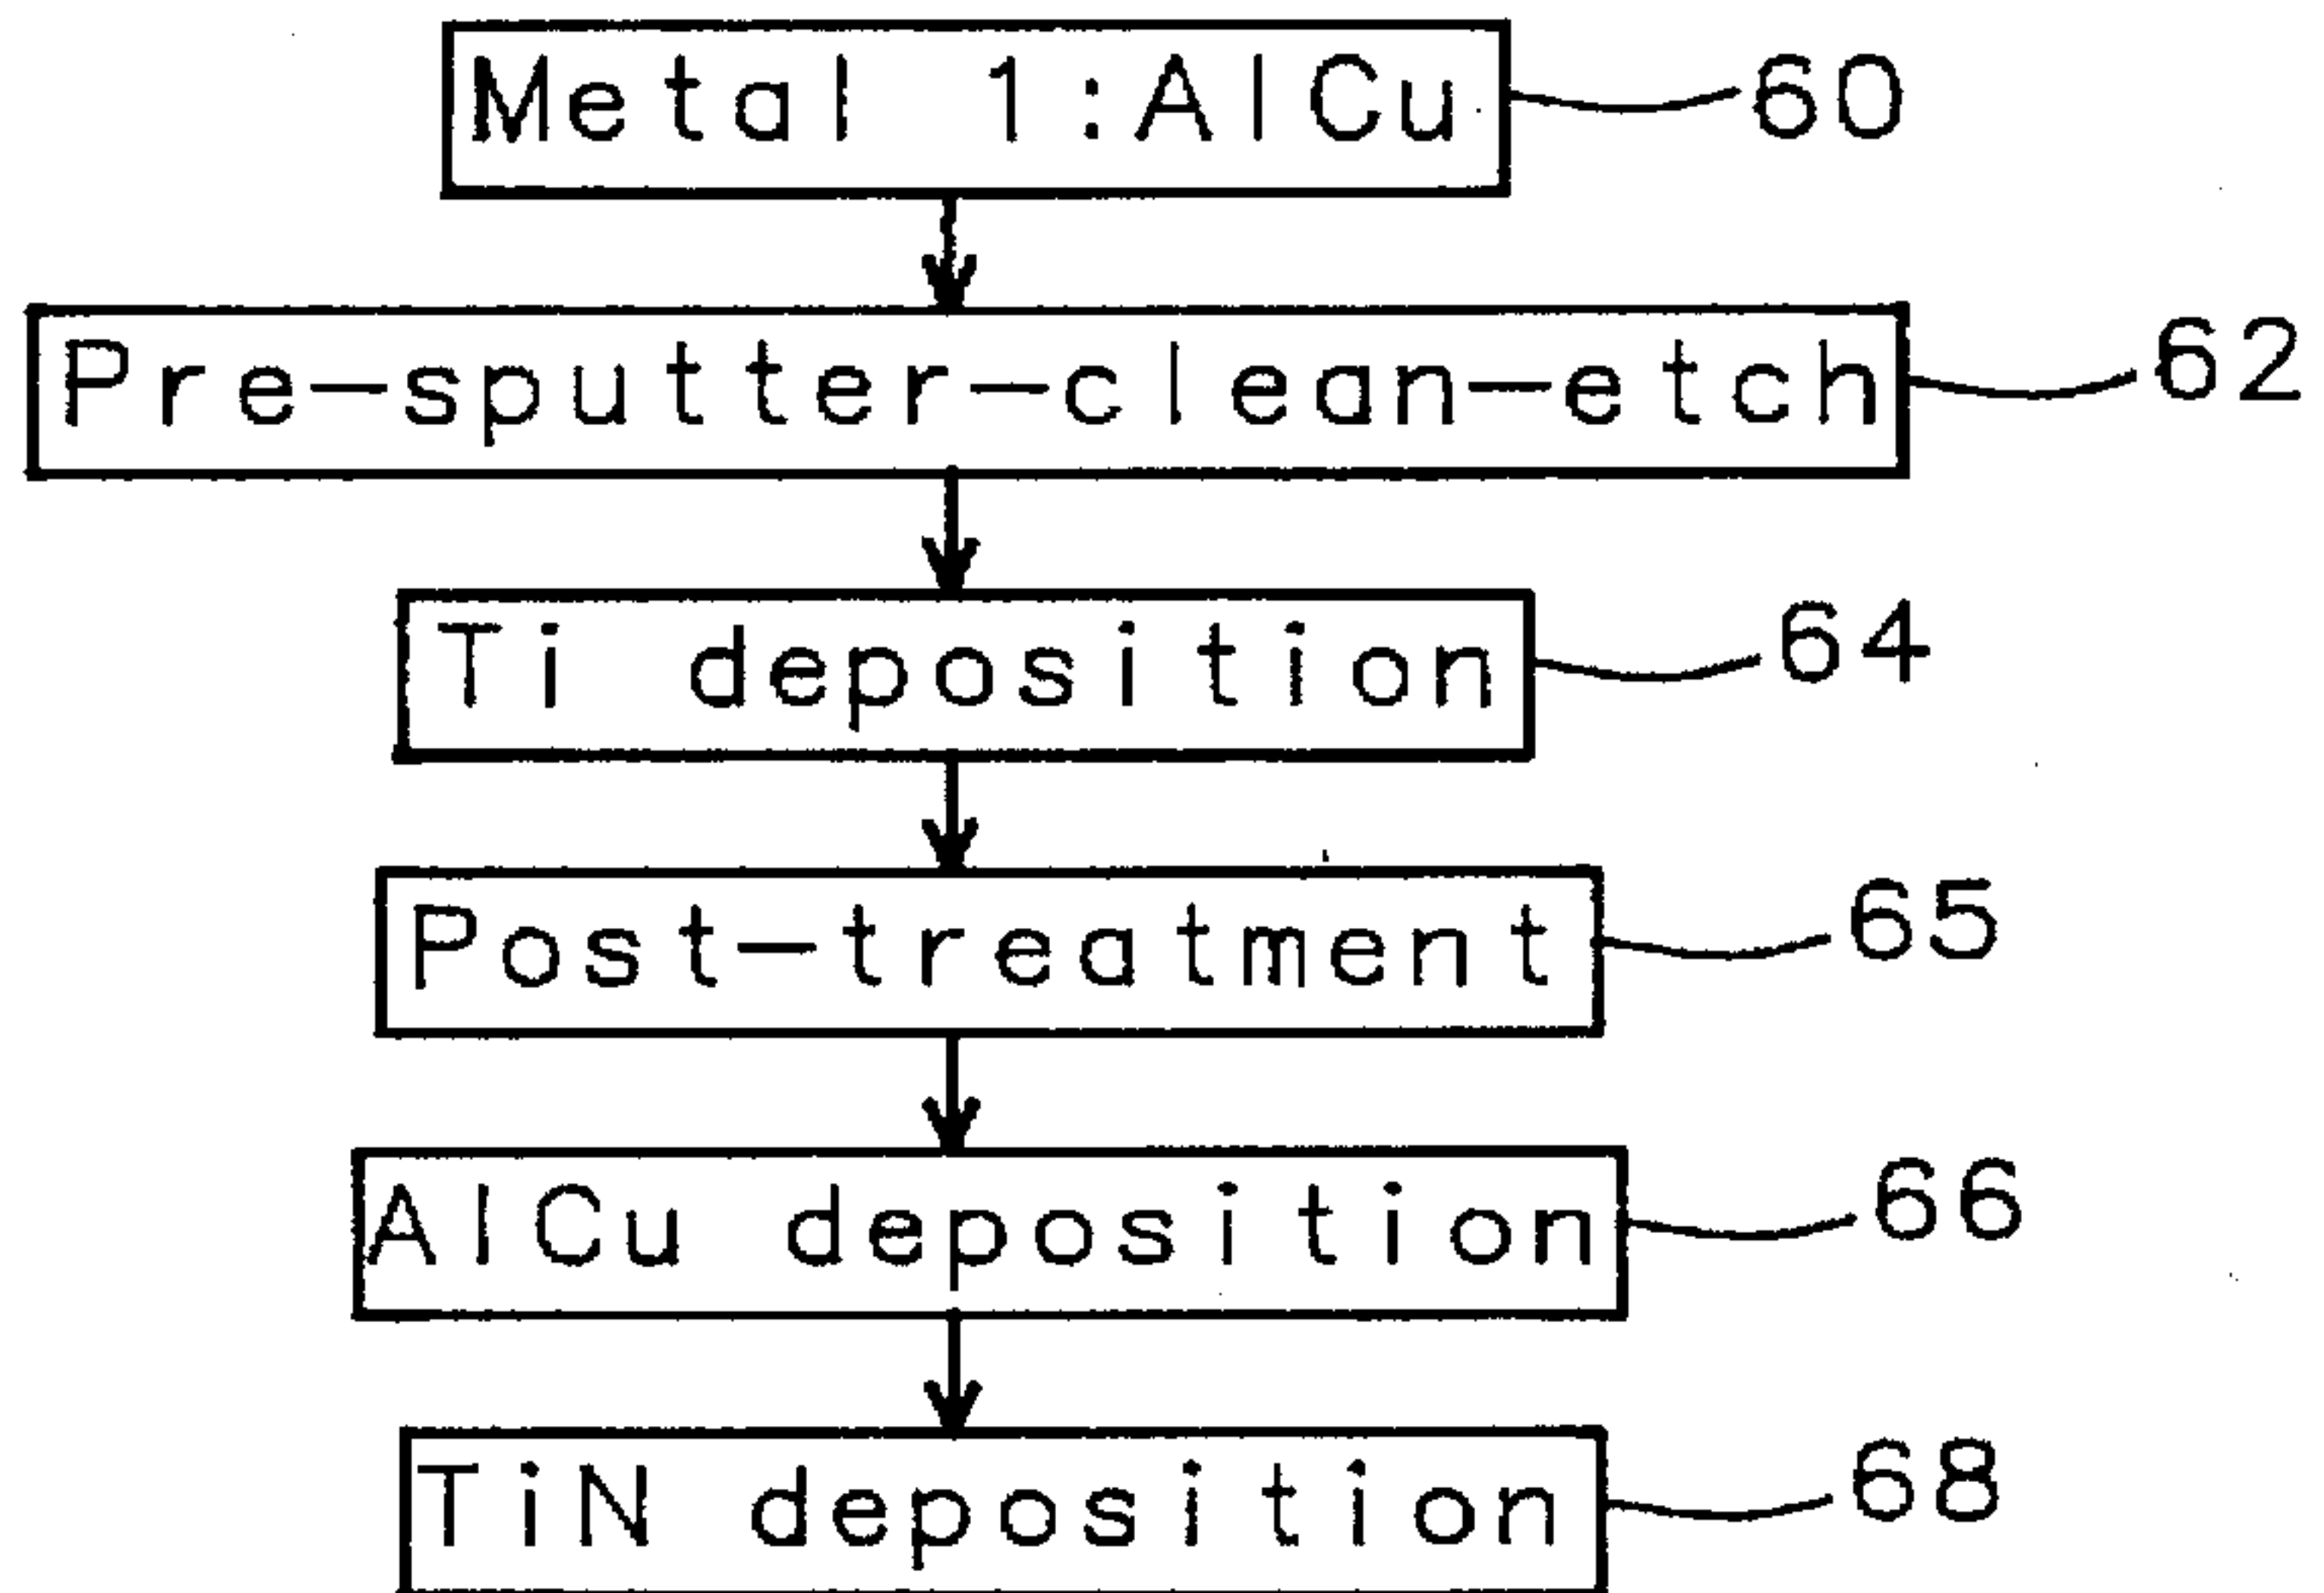 Metal 1:AlCu 60
Pre-sputter-clean-etch 62
Ti deposition 64
Post-treatment 65
AlCu deposition 66
TiN deposition 68